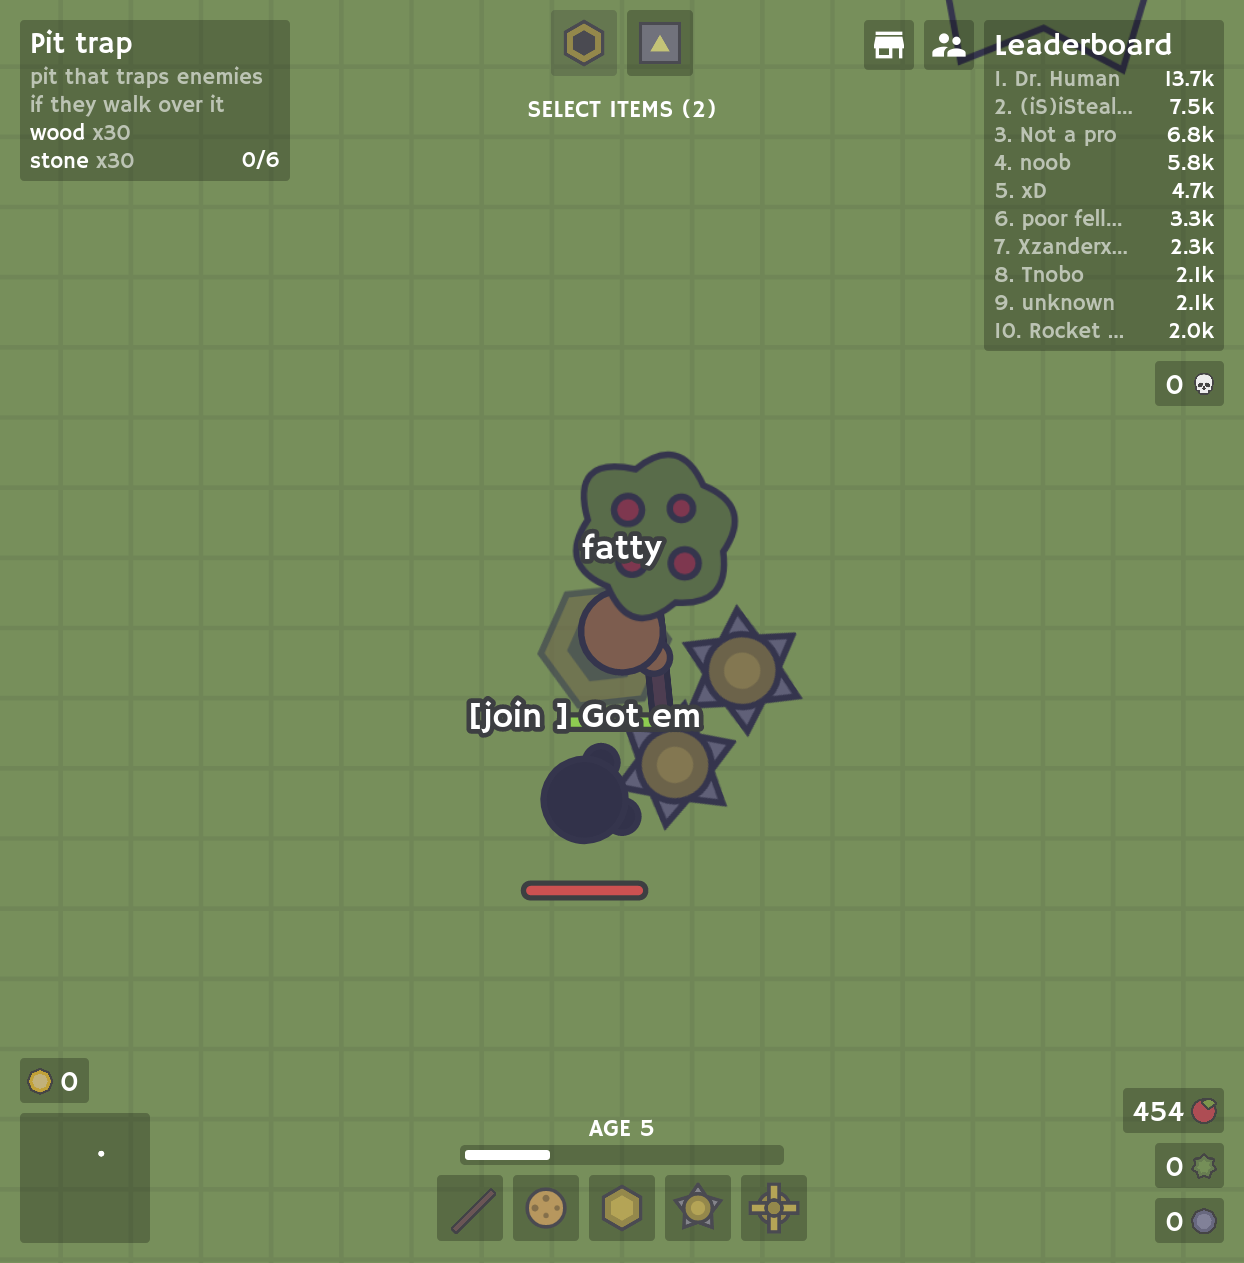 Pit trap
pit that traps enemies
if they walk over it
wood x30
stone x30 0/6
SELECT ITEMS (2)
Leaderboard
1. Dr. Human 13.7k
2. (iS)iSteal... 7.5k
3. Not a pro 6.8k
4. noob 5.8k
5. xD 4.7k
6. poor fell... 3.3k
7. Xzanderx... 2.3k
8. Tnobo 2.1k
9. unknown 2.1k
10. Rocket ... 2.0k
0
fatty
[join ] Got em
0
AGE 5
454
0
0